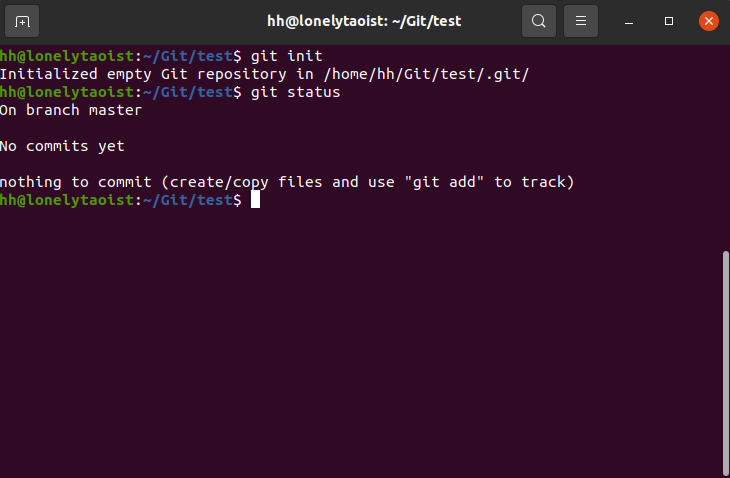 hh@lonelytaoist: ~/Git/test
hh@lonelytaoist:~/Git/test$ git init
Initialized empty Git repository in /home/hh/Git/test/.git/
hh@lonelytaoist:~/Git/test$ git status
On branch master
No commits yet
nothing to commit (create/copy files and use "git add" to track)
hh@lonelytaoist:~/Git/test$